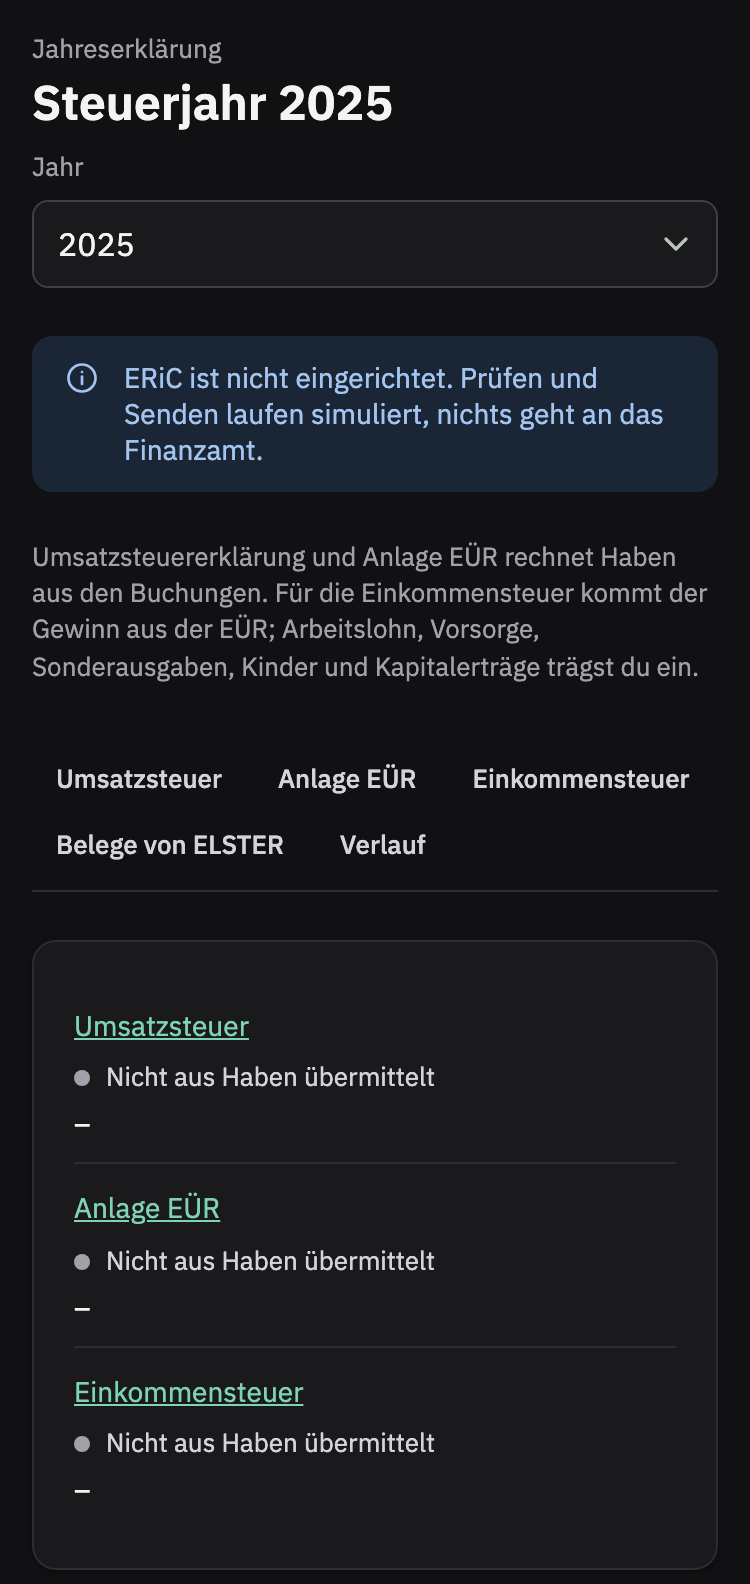 Jahreserklärung
Steuerjahr 2025
Jahr
2025
ERiC ist nicht eingerichtet. Prüfen und
Senden laufen simuliert, nichts geht an das
Finanzamt.
Umsatzsteuererklärung und Anlage EÜR rechnet Haben
aus den Buchungen. Für die Einkommensteuer kommt der
Gewinn aus der EÜR; Arbeitslohn, Vorsorge,
Sonderausgaben, Kinder und Kapitalerträge trägst du ein.
Umsatzsteuer Anlage EÜR Einkommensteuer
Belege von ELSTER Verlauf
Umsatzsteuer
Nicht aus Haben übermittelt
–
Anlage EÜR
Nicht aus Haben übermittelt
–
Einkommensteuer
Nicht aus Haben übermittelt
–